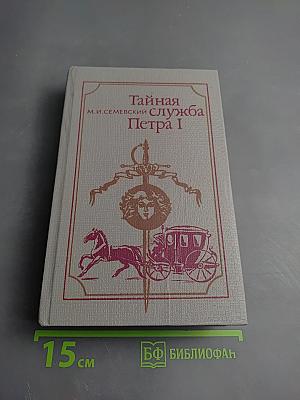 Тайная
М.И.СЕМЕВСКИЙ служба
Петра I
15 см
БФ БИБЛИОФАН